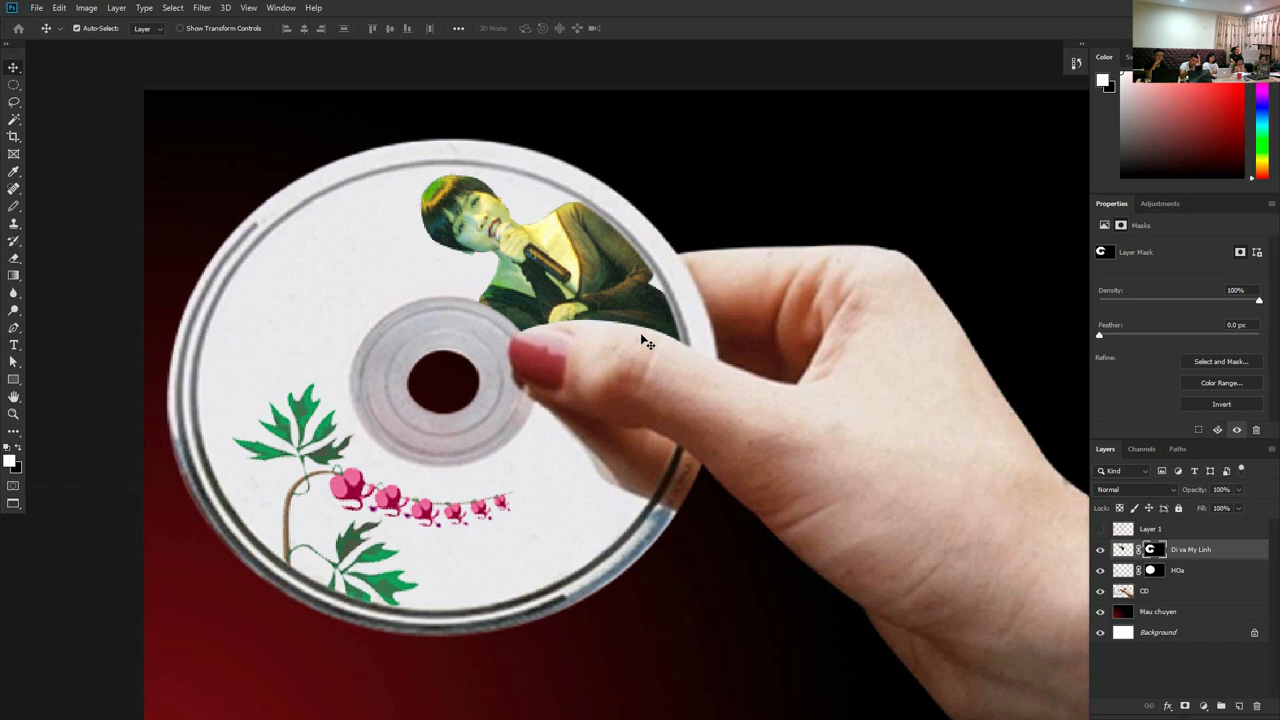 Ps File Edit Image Layer Type Select Filter 3D View Window Help
Auto-Select: Layer Show Transform Controls 3D Mode:
Color
Properties Adjustments
Masks
Layer Mask
Density: 100%
Feather: 0.0 px
Refine: Select and Mask...
Color Range...
Invert
Layers Channels Paths
Kind
Normal Opacity: 100%
Lock: Fill: 100%
Layer 1
Di va My Linh
HOa
CD
Mau chuyen
Background